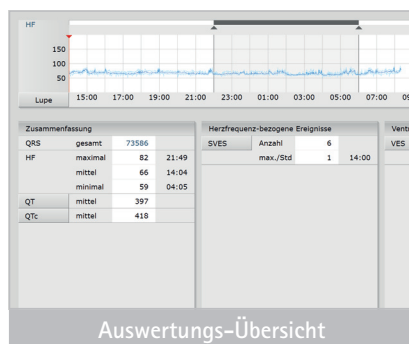 HF
150
100
50
Lupe 15:00 17:00 19:00 21:00 23:00 01:00 03:00 05:00 07:00 09
Zusammenfassung
QRS gesamt 73586
HF maximal 82 21:49
mittel 66 14:04
minimal 59 04:05
QT mittel 397
QTc mittel 418
Herzfrequenz-bezogene Ereignisse
SVES Anzahl 6
max./Std 1 14:00
Vent
VES
Auswertungs-Übersicht